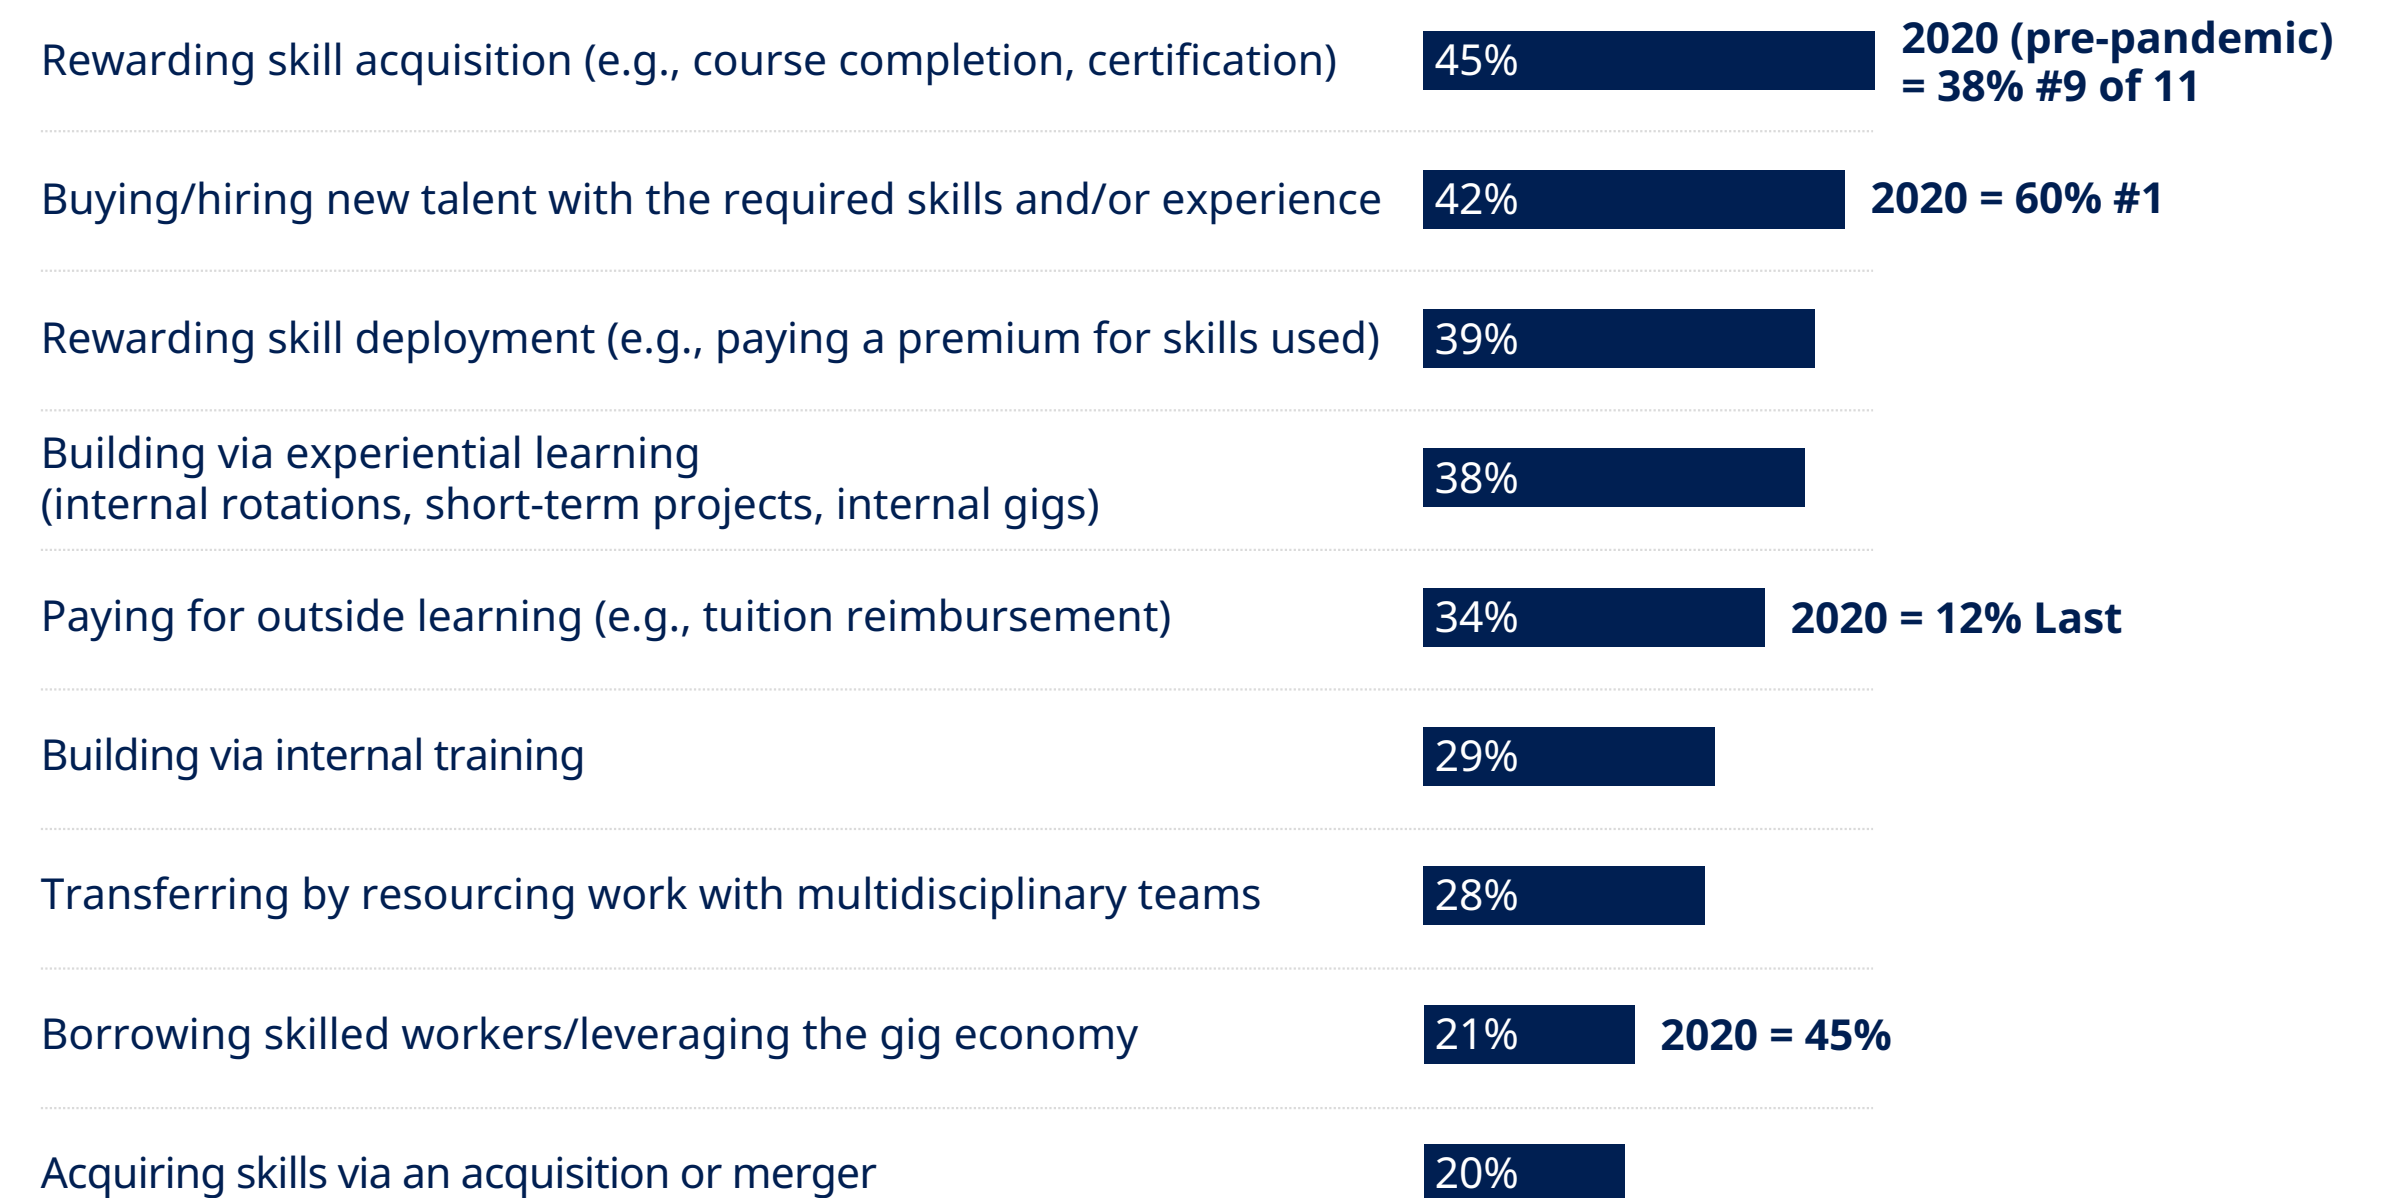 Rewarding skill acquisition (e.g., course completion, certification)
45%
2020 (pre-pandemic)
= 38% #9 of 11
Buying/hiring new talent with the required skills and/or experience
42%
2020 = 60% #1
Rewarding skill deployment (e.g., paying a premium for skills used)
39%
Building via experiential learning
(internal rotations, short-term projects, internal gigs)
38%
Paying for outside learning (e.g., tuition reimbursement)
34%
2020 = 12% Last
Building via internal training
29%
Transferring by resourcing work with multidisciplinary teams
28%
Borrowing skilled workers/leveraging the gig economy
21%
2020 = 45%
Acquiring skills via an acquisition or merger
20%